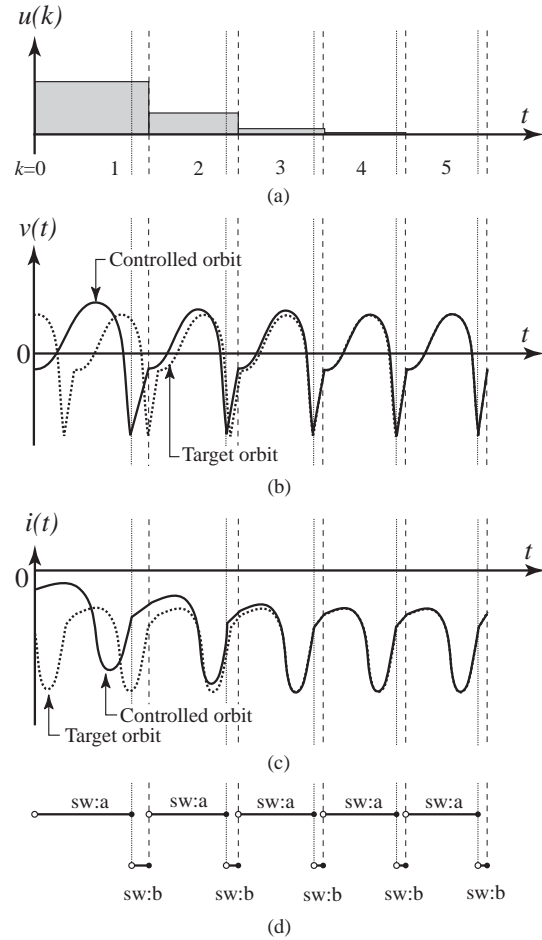 u(k)
t
k=0 1 2 3 4 5
(a)
v(t)
Controlled orbit
t
0
Target orbit
(b)
i(t)
0
t
Controlled orbit
Target orbit
(c)
sw:a sw:a sw:a sw:a sw:a
sw:b sw:b sw:b sw:b sw:b
(d)